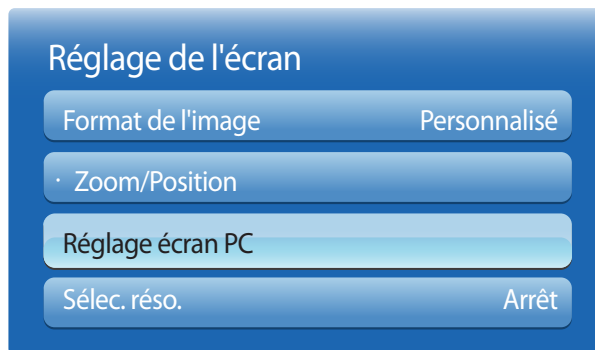 Réglage de l'écran
Format de l'image Personnalisé
· Zoom/Position
Réglage écran PC
Sélec. réso. Arrêt